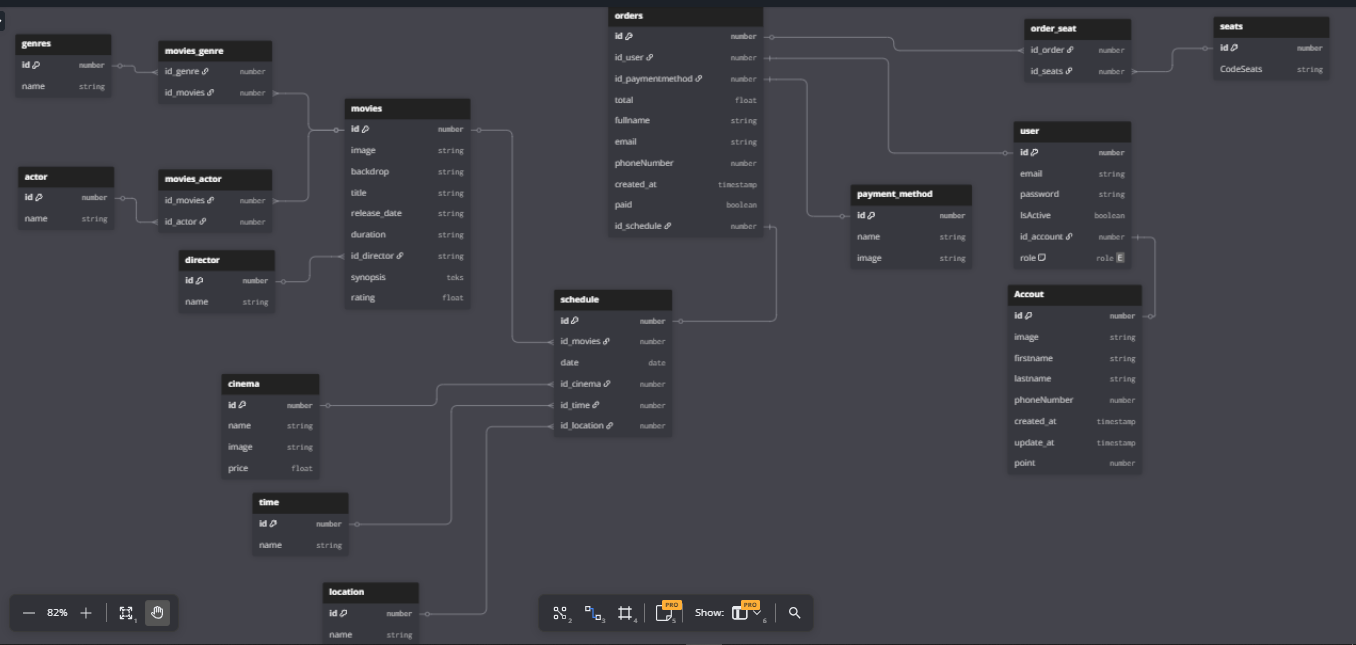 genres
id number
name string
movies_genre
id_genre number
id_movies number
actor
id number
name string
movies_actor
id_movies number
id_actor number
director
id number
name string
movies
id number
image string
backdrop string
title string
release_date string
duration string
id_director string
synopsis teks
rating float
cinema
id number
name string
image string
price float
time
id number
name string
location
id number
name string
schedule
id number
id_movies number
date date
id_cinema number
id_time number
id_location number
orders
id number
id_user number
id_paymentmethod number
total float
fullname string
email string
phoneNumber number
created_at timestamp
paid boolean
id_schedule number
payment_method
id number
name string
image string
order_seat
id_order number
id_seats number
seats
id number
CodeSeats string
user
id number
email string
password string
IsActive boolean
id_account number
role role E
Accout
id number
image string
firstname string
lastname string
phoneNumber number
created_at timestamp
update_at timestamp
point number
82%
1
2
3
4
PRO
5
Show:
PRO
6